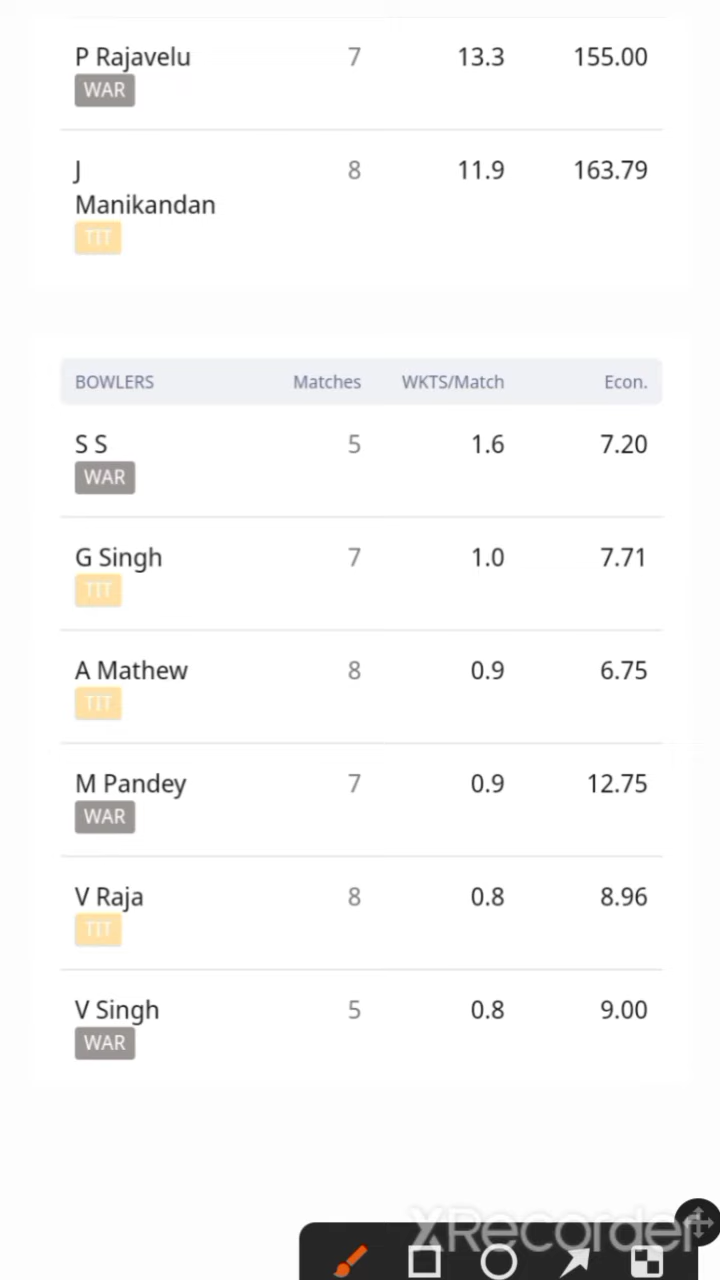 P Rajavelu 7 13.3 155.00
WAR
J 8 11.9 163.79
Manikandan
TIT
BOWLERS Matches WKTS/Match Econ.
S S 5 1.6 7.20
WAR
G Singh 7 1.0 7.71
TIT
A Mathew 8 0.9 6.75
TIT
M Pandey 7 0.9 12.75
WAR
V Raja 8 0.8 8.96
TIT
V Singh 5 0.8 9.00
WAR
XRecorder